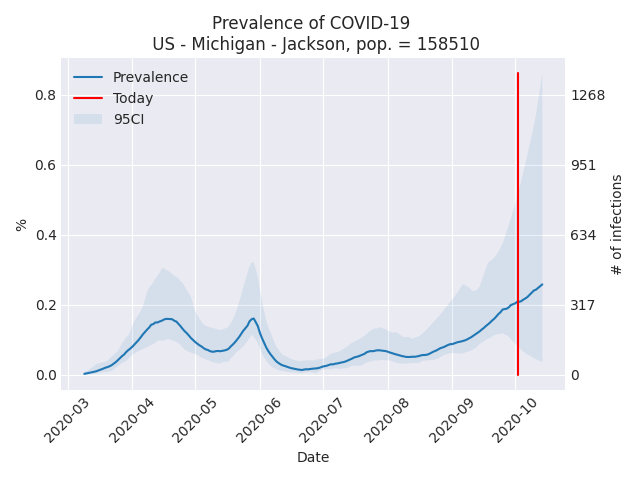 Prevalence of COVID-19
US - Michigan - Jackson, pop. = 158510
Prevalence
Today
95CI
%
0.8
0.6
0.4
0.2
0.0
1268
951
634
317
0
# of infections
2020-03
2020-04
2020-05
2020-06
2020-07
2020-08
2020-09
2020-10
Date